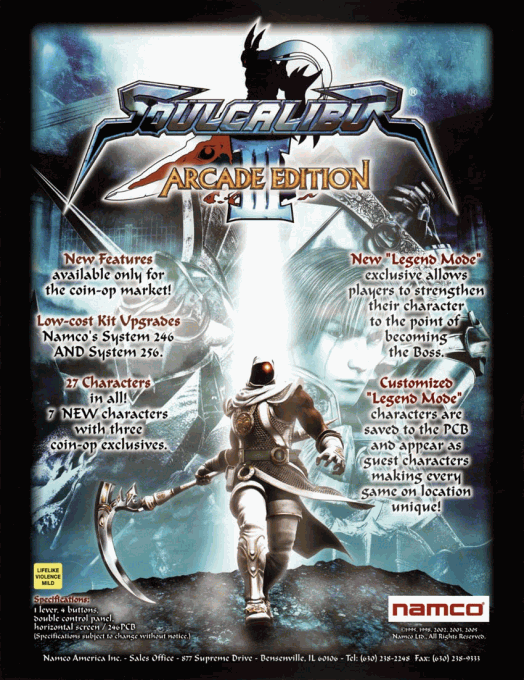 SOULCALIBUR®
III
ARCADE EDITION
New Features
available only for
the coin-op market!
Low-cost Kit Upgrades
Namco's System 246
AND System 256.
27 Characters
in all!
7 NEW characters
with three
coin-op exclusives.
New "Legend Mode"
exclusive allows
players to strengthen
their character
to the point of
becoming
the Boss.
Customized
"Legend Mode"
characters are
saved to the PCB
and appear as
guest characters
making every
game on location
unique!
LIFELIKE
VIOLENCE
MILD
Specifications:
1 lever, 4 buttons,
double control panel,
horizontal screen / 246PCB
(Specifications subject to change without notice.)
namco®
©1995, 1998, 2002, 2003, 2005
Namco Ltd., All Rights Reserved.
Namco America Inc. - Sales Office - 877 Supreme Drive - Bensenville, IL 60106 - Tel: (630) 238-2248 Fax: (630) 238-9333